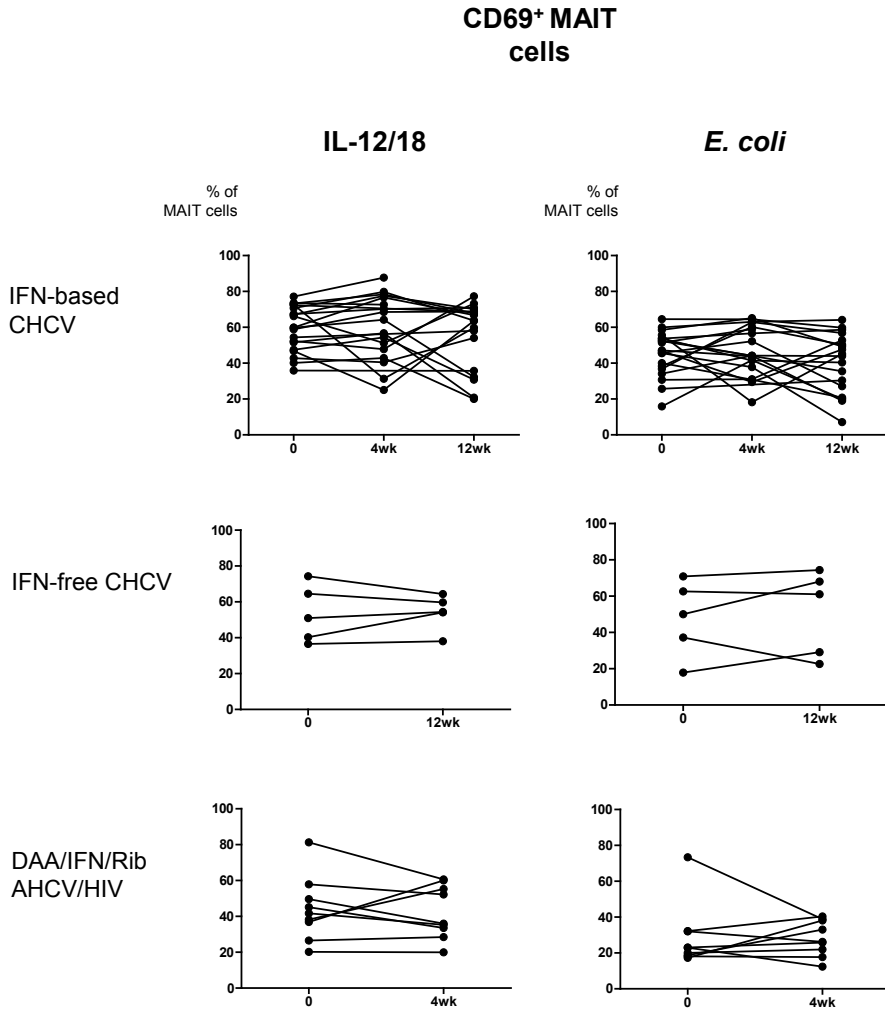 CD69⁺ MAIT
cells
IL-12/18
E. coli
% of
MAIT cells
% of
MAIT cells
IFN-based
CHCV
100
80
60
40
20
0
0 4wk 12wk
100
80
60
40
20
0
0 4wk 12wk
IFN-free CHCV
100
80
60
40
20
0
0 12wk
100
80
60
40
20
0
0 12wk
DAA/IFN/Rib
AHCV/HIV
100
80
60
40
20
0
0 4wk
100
80
60
40
20
0
0 4wk